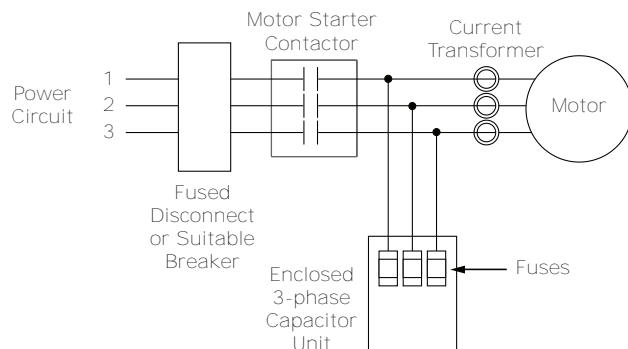 Motor Starter
Contactor
Current
Transformer
Power
Circuit
1
2
3
Motor
Fused
Disconnect
or Suitable
Breaker
Enclosed
3-phase
Capacitor
Unit
Fuses